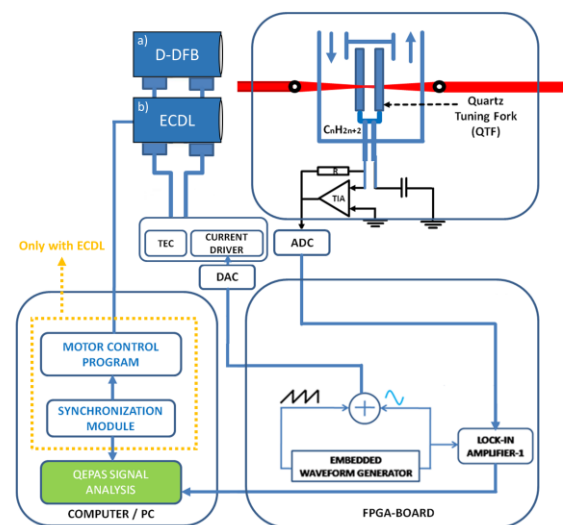 a)
D-DFB
b)
ECDL
CnH2n+2
Quartz
Tuning Fork
(QTF)
R
TIA
TEC
CURRENT
DRIVER
ADC
DAC
Only with ECDL
MOTOR CONTROL
PROGRAM
SYNCHRONIZATION
MODULE
QEPAS SIGNAL
ANALYSIS
COMPUTER / PC
EMBEDDED
WAVEFORM GENERATOR
LOCK-IN
AMPLIFIER-1
FPGA-BOARD